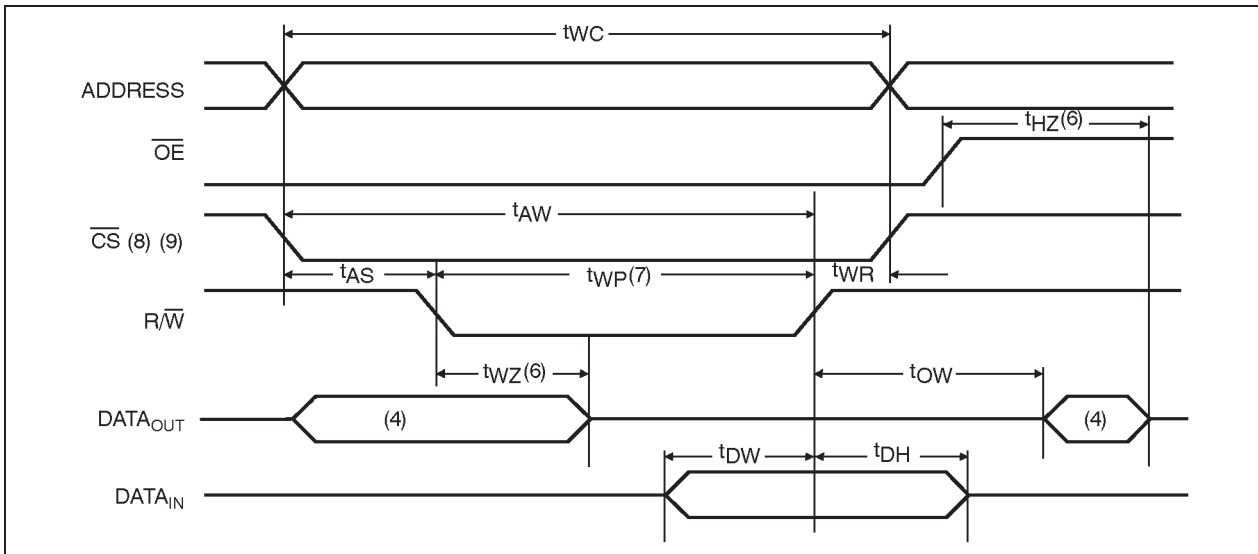 tWC
ADDRESS
tHZ(6)
OE
tAW
CS (8) (9)
tAS
tWP(7)
tWR
R/W
tWZ(6)
tOW
DATAOUT
(4)
(4)
tDW
tDH
DATAIN